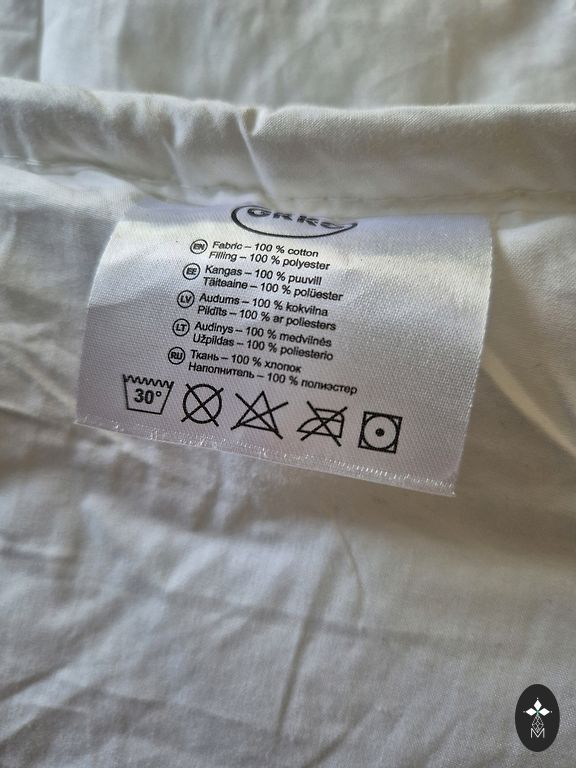 EN Fabric – 100 % cotton
Filling – 100 % polyester
EE Kangas – 100 % puuvill
Täiteaine – 100 % polüester
LV Audums – 100 % kokvilna
Pildīts – 100 % ar poliesters
LT Audinys – 100 % medvilnės
Užpildas – 100 % poliesterio
RU Ткань – 100 % хлопок
Наполнитель – 100 % полиэстер
30°
M